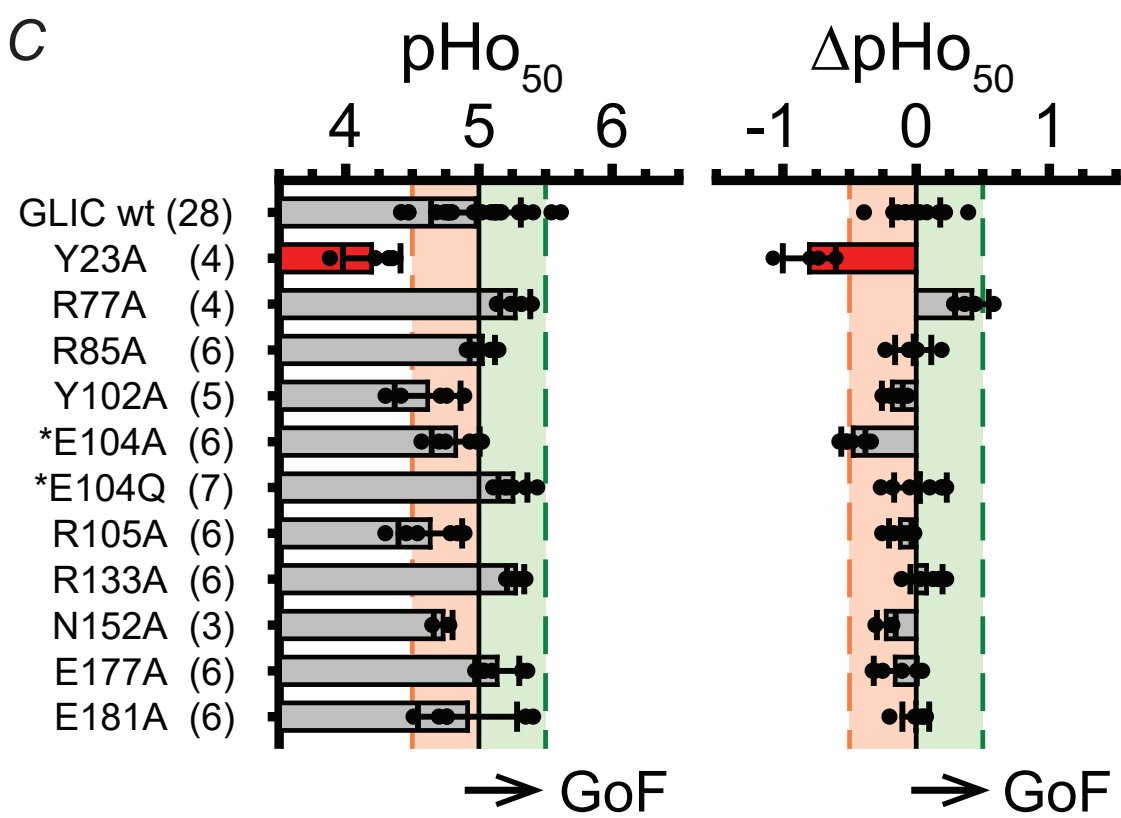 C
pHo50 ΔpHo50
4 5 6 -1 0 1
GLIC wt (28)
Y23A (4)
R77A (4)
R85A (6)
Y102A (5)
*E104A (6)
*E104Q (7)
R105A (6)
R133A (6)
N152A (3)
E177A (6)
E181A (6)
GoF GoF